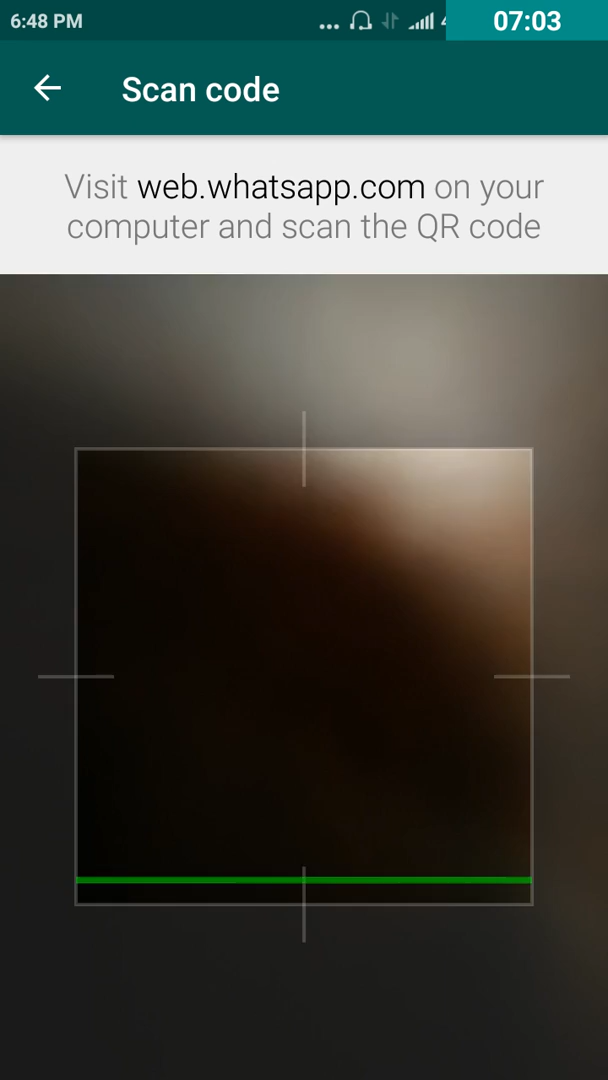 6:48 PM
07:03
Scan code
Visit web.whatsapp.com on your
computer and scan the QR code